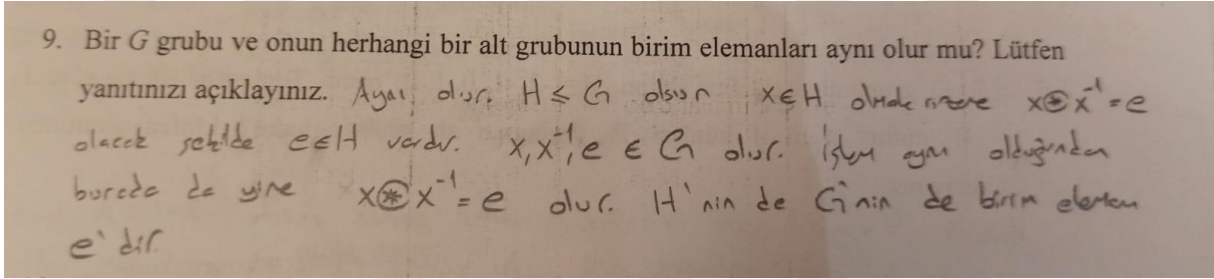 9. Bir G grubu ve onun herhangi bir alt grubunun birim elemanları aynı olur mu? Lütfen
yanıtınızı açıklayınız. Aynı olur. H ≤ G olsun x∈H olmak üzere x⊛x⁻¹=e
olacak şekilde e∈H vardır. x,x⁻¹,e ∈ G olur. İşlem aynı olduğundan
burada da yine x⊛x⁻¹=e olur. H'nin de G'nin de birim elemanı
e'dir.